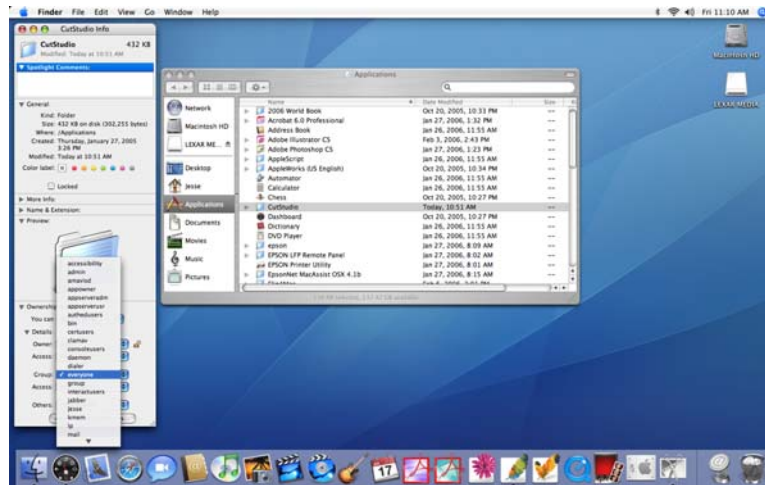 Finder File Edit View Go Window Help
Fri 11:10 AM
CutStudio Info
CutStudio 432 KB
Modified: Today at 10:51 AM
Spotlight Comments:
General:
Kind: Folder
Size: 432 KB on disk (302,255 bytes)
Where: /Applications
Created: Thursday, January 27, 2005
3:26 PM
Modified: Today at 10:51 AM
Color label:
Locked
More Info:
Name & Extension:
Preview:
accessibility
admin
amavisd
appowner
appserveradm
appserverusr
authedusers
bin
certusers
clamav
consoleusers
daemon
dialer
everyone
group
interactusers
jabber
Jesse
kmem
lp
mail
You can
Details
Owner:
Access:
Group:
Access:
Others:
Applications
Network
Macintosh HD
LEXAR ME...
Desktop
Jesse
Applications
Documents
Movies
Music
Pictures
Name Date Modified Size
2006 World Book Oct 20, 2005, 10:33 PM --
Acrobat 6.0 Professional Jan 27, 2006, 1:32 PM --
Address Book Jan 26, 2006, 11:55 AM --
Adobe Illustrator CS Feb 3, 2006, 2:43 PM --
Adobe Photoshop CS Jan 27, 2006, 1:23 PM --
AppleScript Jan 26, 2006, 11:55 AM --
AppleWorks (US English) Oct 20, 2005, 10:34 PM --
Automator Jan 26, 2006, 11:55 AM --
Calculator Jan 26, 2006, 11:55 AM --
Chess Oct 20, 2005, 10:27 PM --
CutStudio Today, 10:51 AM --
Dashboard Oct 20, 2005, 10:27 PM --
Dictionary Jan 26, 2006, 11:55 AM --
DVD Player Jan 26, 2006, 11:55 AM --
epson Jan 27, 2006, 8:09 AM --
EPSON LFP Remote Panel Jan 27, 2006, 8:02 AM --
EPSON Printer Utility Jan 27, 2006, 8:01 AM --
EpsonNet MacAssist OSX 4.1b Jan 27, 2006, 8:15 AM --
Macintosh HD
LEXAR MEDIA
17